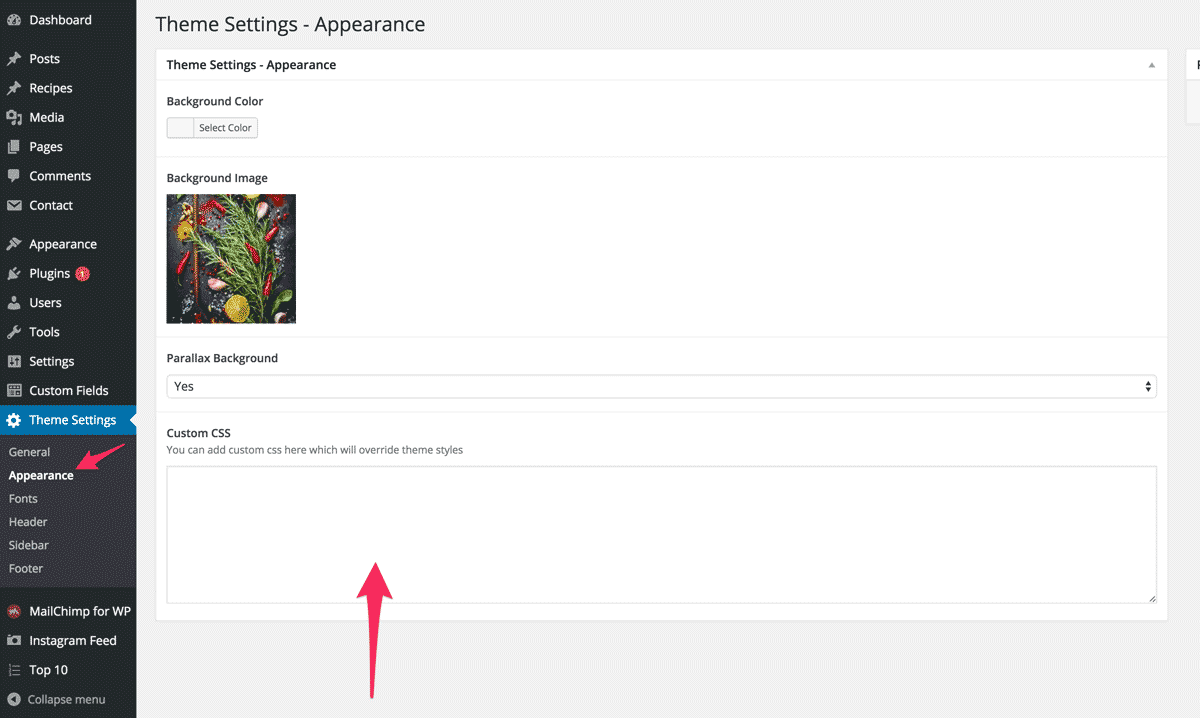 Dashboard
Posts
Recipes
Media
Pages
Comments
Contact
Appearance
Plugins 1
Users
Tools
Settings
Custom Fields
Theme Settings
General
Appearance
Fonts
Header
Sidebar
Footer
MailChimp for WP
Instagram Feed
Top 10
Collapse menu
Theme Settings - Appearance
Theme Settings - Appearance
Background Color
Select Color
Background Image
Parallax Background
Yes
Custom CSS
You can add custom css here which will override theme styles